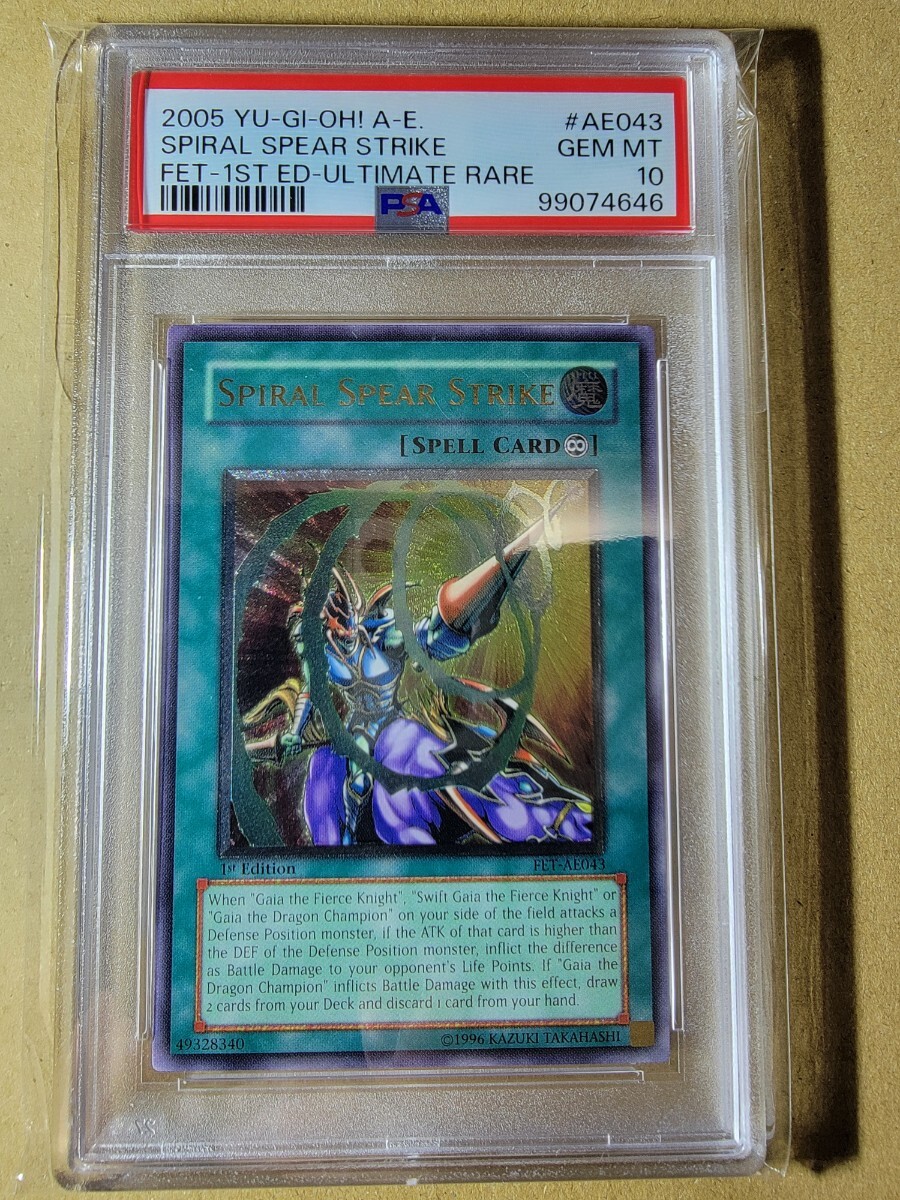 2005 YU-GI-OH! A-E. #AE043
SPIRAL SPEAR STRIKE GEM MT
FET-1ST ED-ULTIMATE RARE 10
PSA 99074646
SPIRAL SPEAR STRIKE 魔
[SPELL CARD∞]
1st Edition FET-AE043
When "Gaia the Fierce Knight", "Swift Gaia the Fierce Knight" or
"Gaia the Dragon Champion" on your side of the field attacks a
Defense Position monster, if the ATK of that card is higher than
the DEF of the Defense Position monster, inflict the difference
as Battle Damage to your opponent's Life Points. If "Gaia the
Dragon Champion" inflicts Battle Damage with this effect, draw
2 cards from your Deck and discard 1 card from your hand.
49328340 ©1996 KAZUKI TAKAHASHI